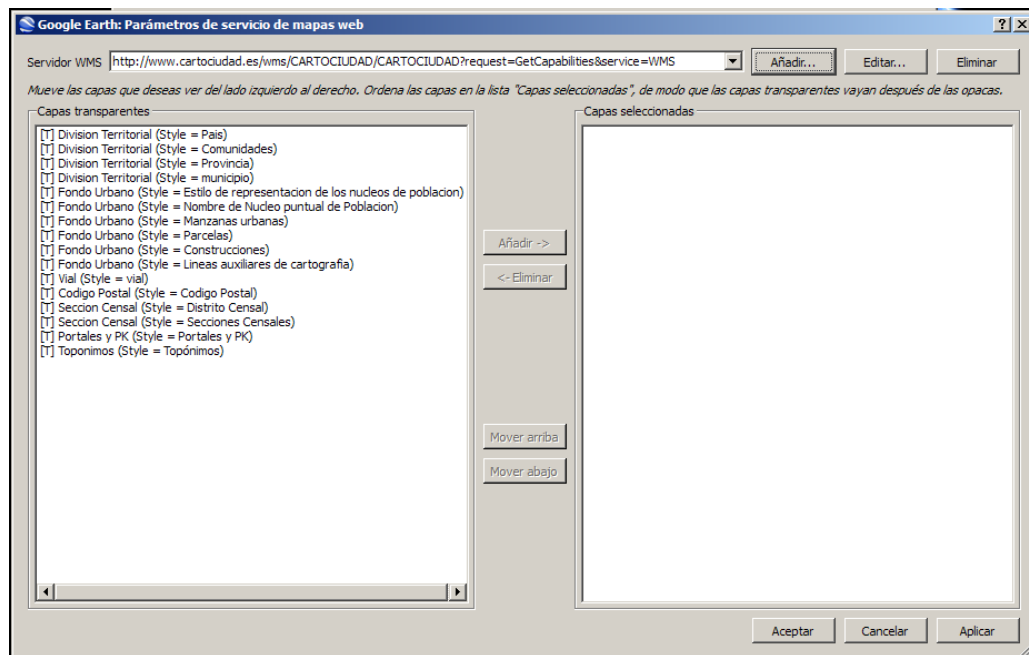 Google Earth: Parámetros de servicio de mapas web
Servidor WMS http://www.cartociudad.es/wms/CARTOCIUDAD/CARTOCIUDAD?request=GetCapabilities&service=WMS Añadir... Editar... Eliminar
Mueve las capas que deseas ver del lado izquierdo al derecho. Ordena las capas en la lista "Capas seleccionadas", de modo que las capas transparentes vayan después de las opacas.
Capas transparentes
[T] Division Territorial (Style = Pais)
[T] Division Territorial (Style = Comunidades)
[T] Division Territorial (Style = Provincia)
[T] Division Territorial (Style = municipio)
[T] Fondo Urbano (Style = Estilo de representacion de los nucleos de poblacion)
[T] Fondo Urbano (Style = Nombre de Nucleo puntual de Poblacion)
[T] Fondo Urbano (Style = Manzanas urbanas)
[T] Fondo Urbano (Style = Parcelas)
[T] Fondo Urbano (Style = Construcciones)
[T] Fondo Urbano (Style = Lineas auxiliares de cartografia)
[T] Vial (Style = vial)
[T] Codigo Postal (Style = Codigo Postal)
[T] Seccion Censal (Style = Distrito Censal)
[T] Seccion Censal (Style = Secciones Censales)
[T] Portales y PK (Style = Portales y PK)
[T] Toponimos (Style = Topónimos)
Añadir ->
<- Eliminar
Mover arriba
Mover abajo
Capas seleccionadas
Aceptar Cancelar Aplicar